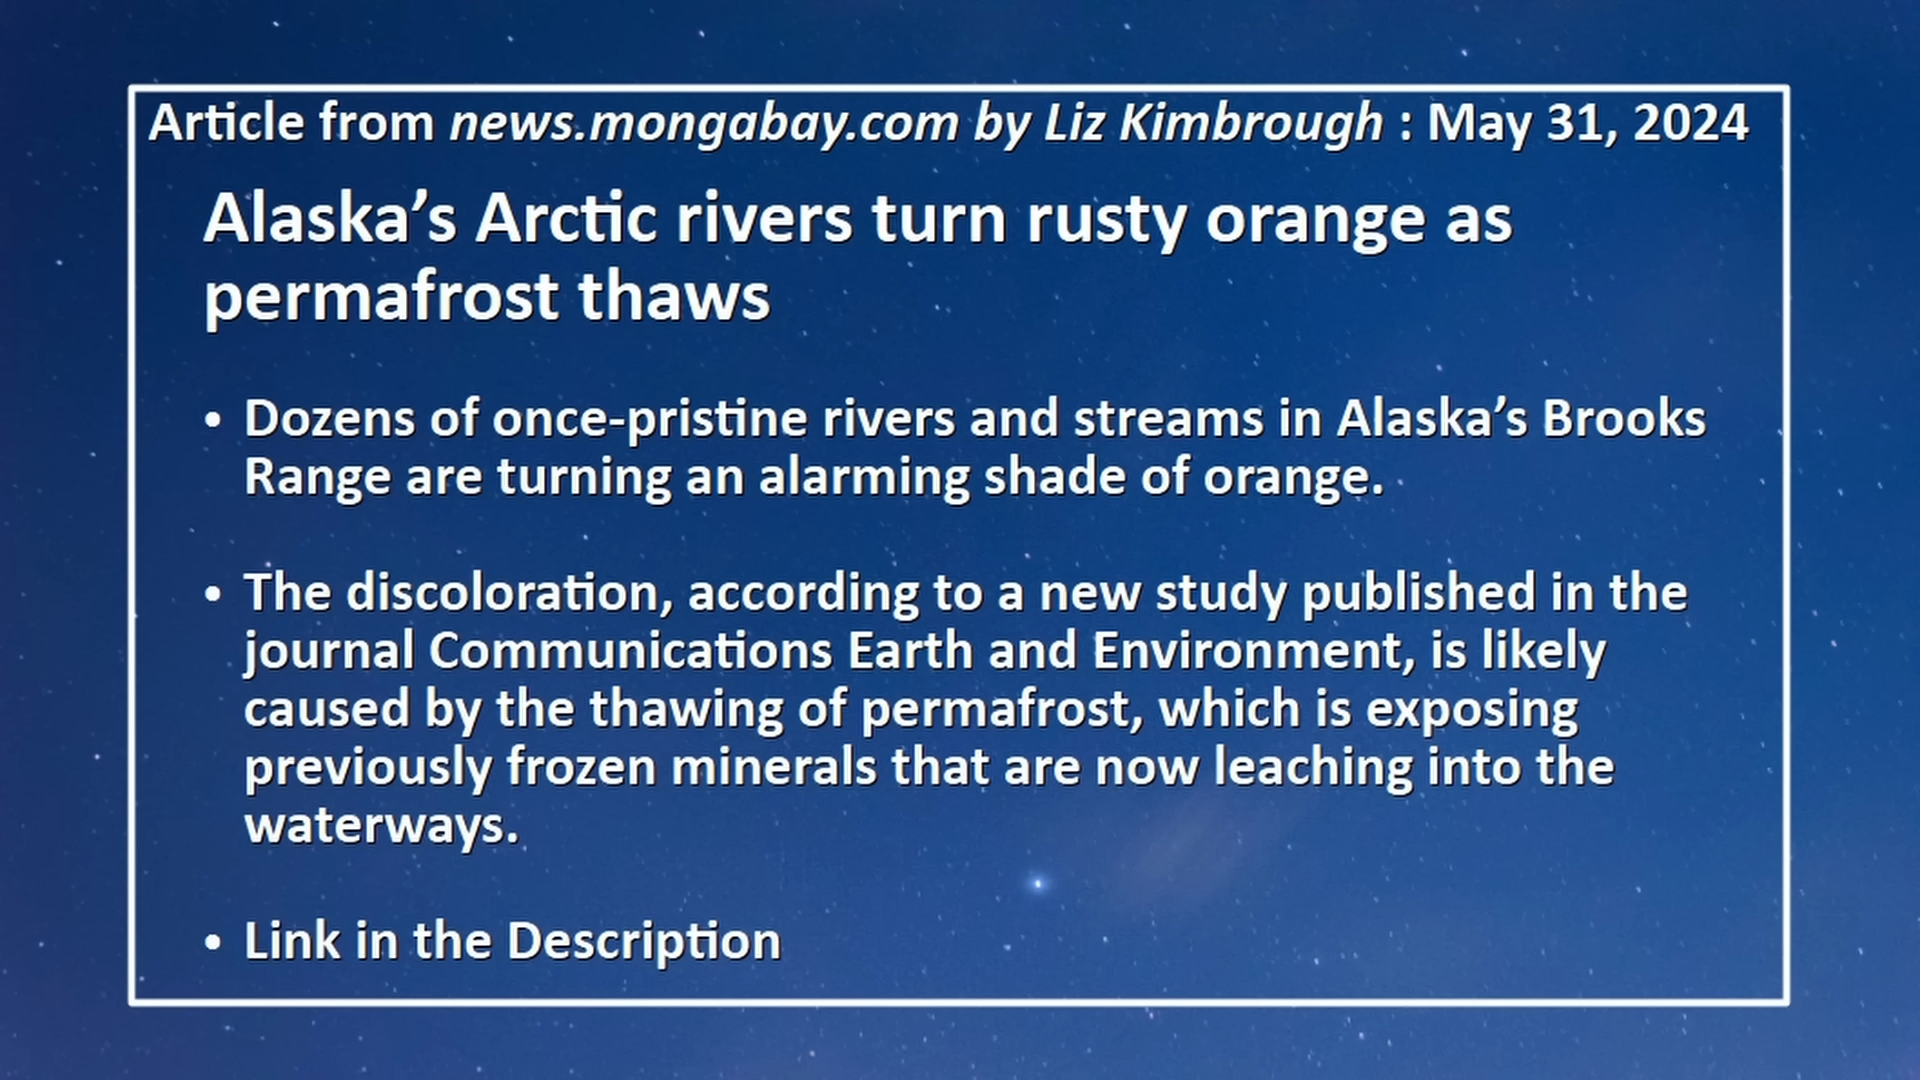 Article from news.mongabay.com by Liz Kimbrough : May 31, 2024
Alaska’s Arctic rivers turn rusty orange as
permafrost thaws
• Dozens of once-pristine rivers and streams in Alaska’s Brooks
Range are turning an alarming shade of orange.
• The discoloration, according to a new study published in the
journal Communications Earth and Environment, is likely
caused by the thawing of permafrost, which is exposing
previously frozen minerals that are now leaching into the
waterways.
• Link in the Description